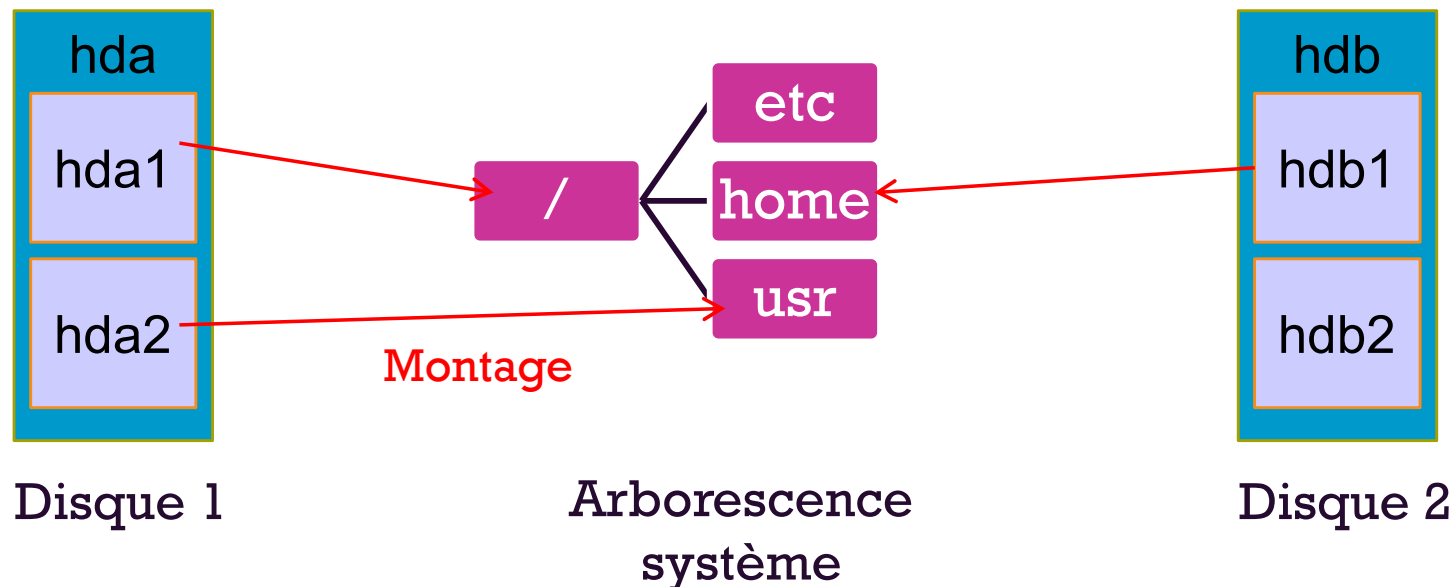 hda
hda1
hda2
Disque 1
/
etc
home
usr
Montage
Arborescence
système
hdb
hdb1
hdb2
Disque 2